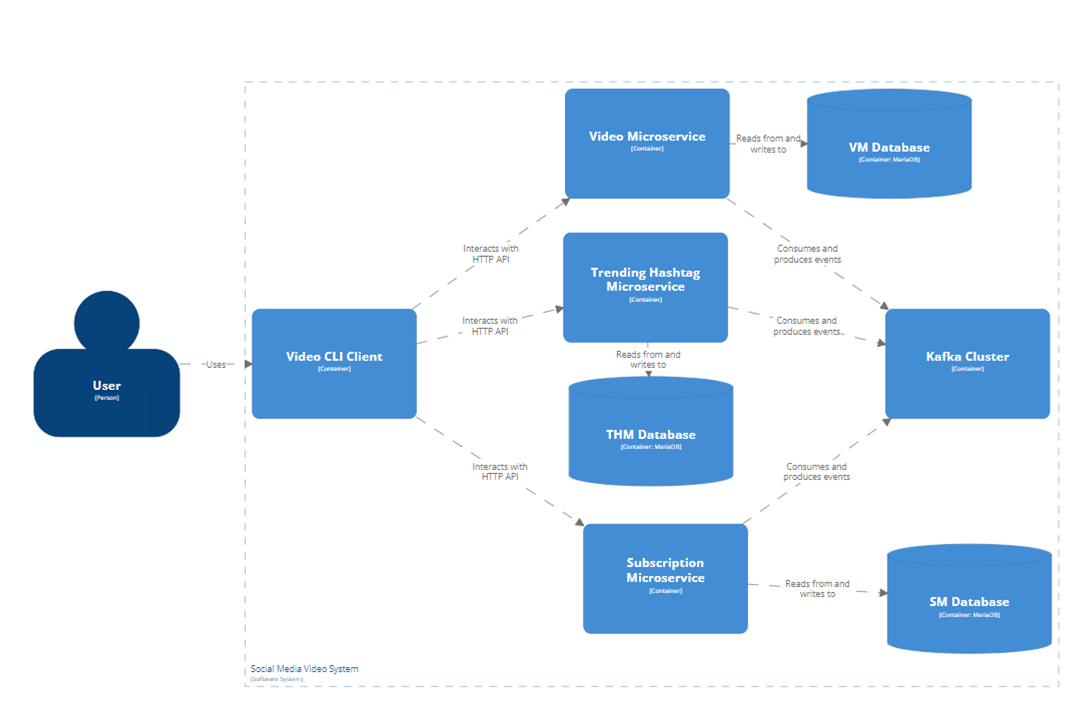 Video Microservice
[Container]
Reads from and
writes to
VM Database
[Container: MariaDB]
Interacts with
HTTP API
Consumes and
produces events
Trending Hashtag
Microservice
[Container]
Interacts with
HTTP API
Consumes and
produces events
Reads from and
writes to
User
[Person]
Uses
Video CLI Client
[Container]
Kafka Cluster
[Container]
THM Database
[Container: MariaDB]
Interacts with
HTTP API
Consumes and
produces events
Subscription
Microservice
[Container]
Reads from and
writes to
SM Database
[Container: MariaDB]
Social Media Video System
[Software System]